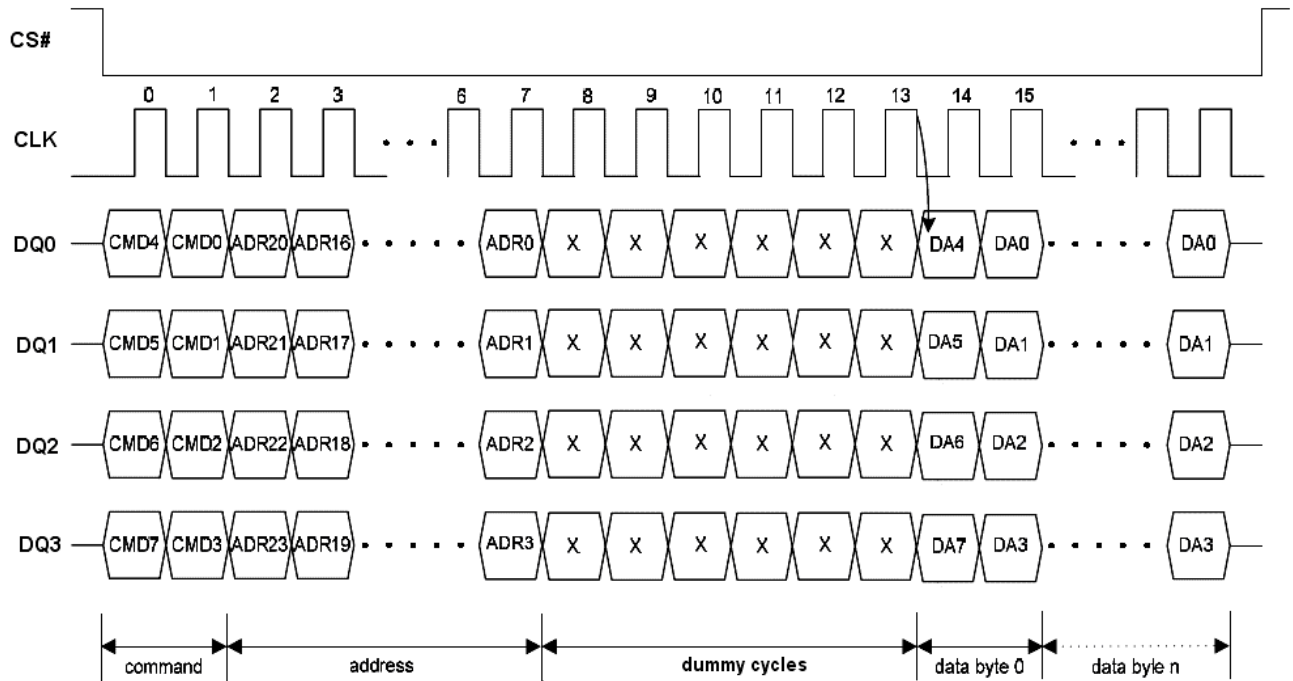 CS#
0 1 2 3 6 7 8 9 10 11 12 13 14 15
CLK
DQ0 CMD4 CMD0 ADR20 ADR16 ADR0 X X X X X X DA4 DA0 DA0
DQ1 CMD5 CMD1 ADR21 ADR17 ADR1 X X X X X X DA5 DA1 DA1
DQ2 CMD6 CMD2 ADR22 ADR18 ADR2 X X X X X X DA6 DA2 DA2
DQ3 CMD7 CMD3 ADR23 ADR19 ADR3 X X X X X X DA7 DA3 DA3
command address dummy cycles data byte 0 data byte n